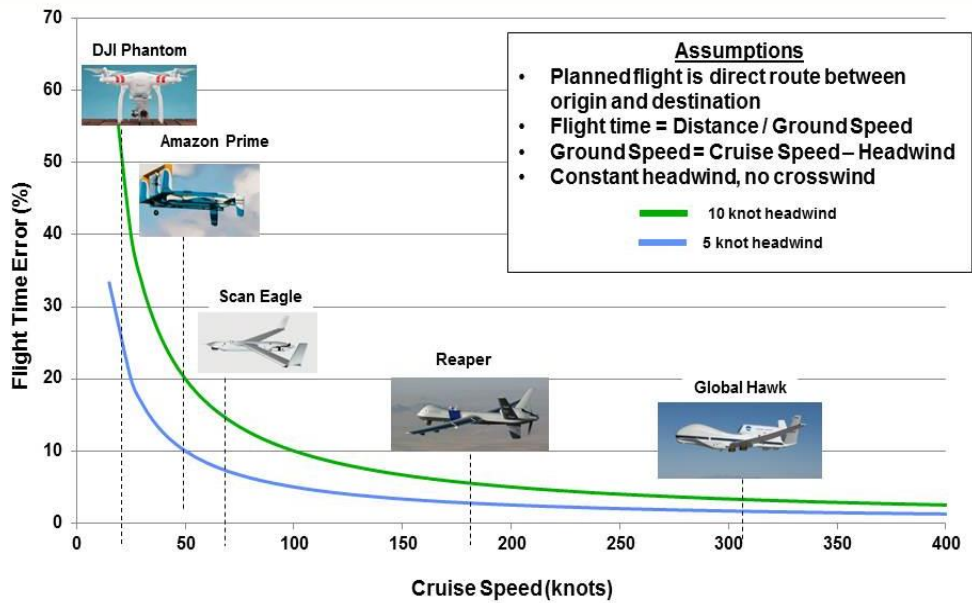 70
60
50
40
30
20
10
0
Flight Time Error (%)
DJI Phantom
Amazon Prime
Scan Eagle
Reaper
Global Hawk
Assumptions
• Planned flight is direct route between
origin and destination
• Flight time = Distance / Ground Speed
• Ground Speed = Cruise Speed – Headwind
• Constant headwind, no crosswind
10 knot headwind
5 knot headwind
0 50 100 150 200 250 300 350 400
Cruise Speed (knots)